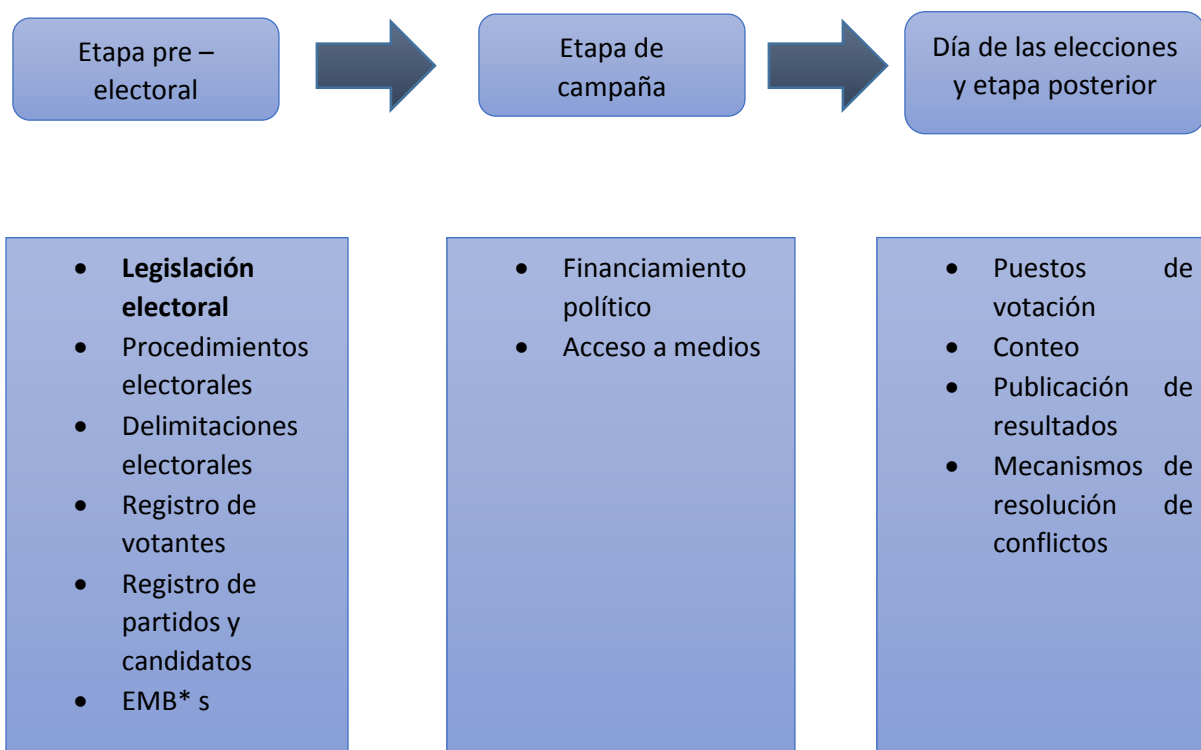 Etapa pre –
electoral
Etapa de
campaña
Día de las elecciones
y etapa posterior
• Legislación
electoral
• Procedimientos
electorales
• Delimitaciones
electorales
• Registro de
votantes
• Registro de
partidos y
candidatos
• EMB* s
• Financiamiento
político
• Acceso a medios
• Puestos de
votación
• Conteo
• Publicación de
resultados
• Mecanismos de
resolución de
conflictos